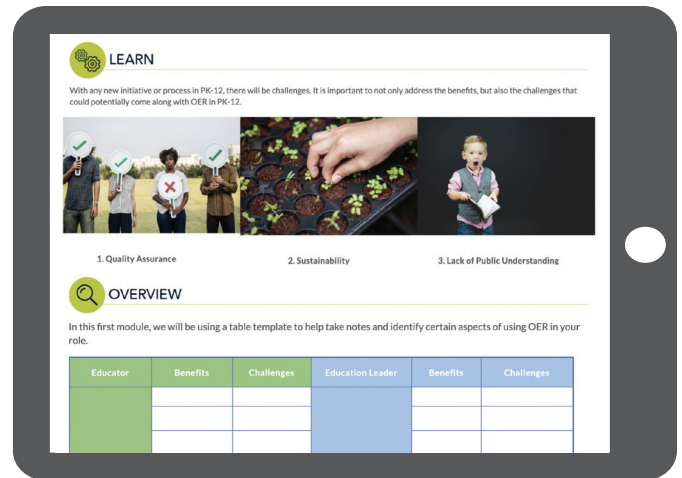 LEARN
With any new initiative or process in PK-12, there will be challenges. It is important to not only address the benefits, but also the challenges that
could potentially come along with OER in PK-12.
1. Quality Assurance
2. Sustainability
3. Lack of Public Understanding
OVERVIEW
In this first module, we will be using a table template to help take notes and identify certain aspects of using OER in your
role.
Educator Benefits Challenges Education Leader Benefits Challenges